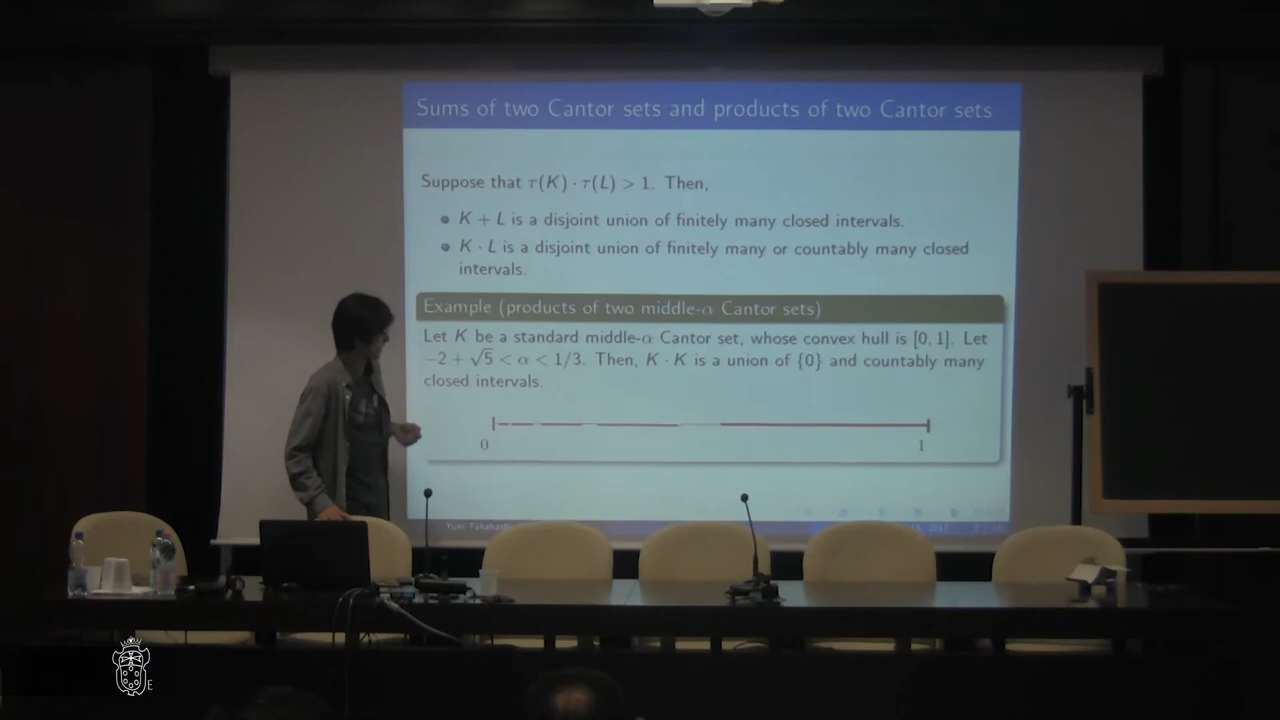 Sums of two Cantor sets and products of two Cantor sets
Suppose that τ(K) · τ(L) > 1. Then,
K + L is a disjoint union of finitely many closed intervals.
K · L is a disjoint union of finitely many or countably many closed
intervals.
Example (products of two middle-α Cantor sets)
Let K be a standard middle-α Cantor set, whose convex hull is [0, 1]. Let
−2 + √5 < α < 1/3. Then, K · K is a union of {0} and countably many
closed intervals.
0 1
Yuki 2017
E